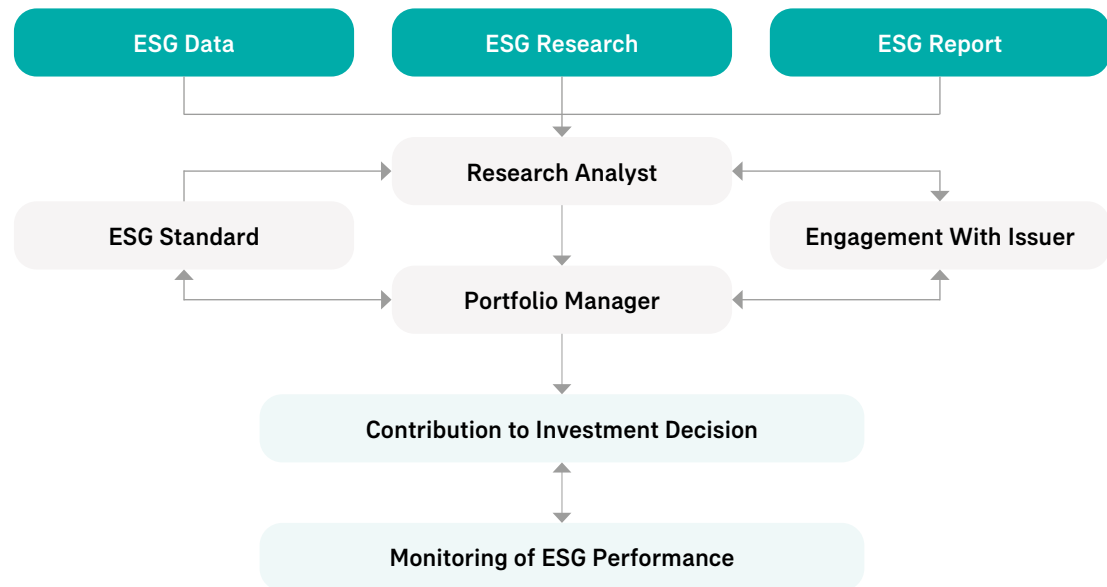 ESG Data
ESG Research
ESG Report
Research Analyst
ESG Standard
Engagement With Issuer
Portfolio Manager
Contribution to Investment Decision
Monitoring of ESG Performance